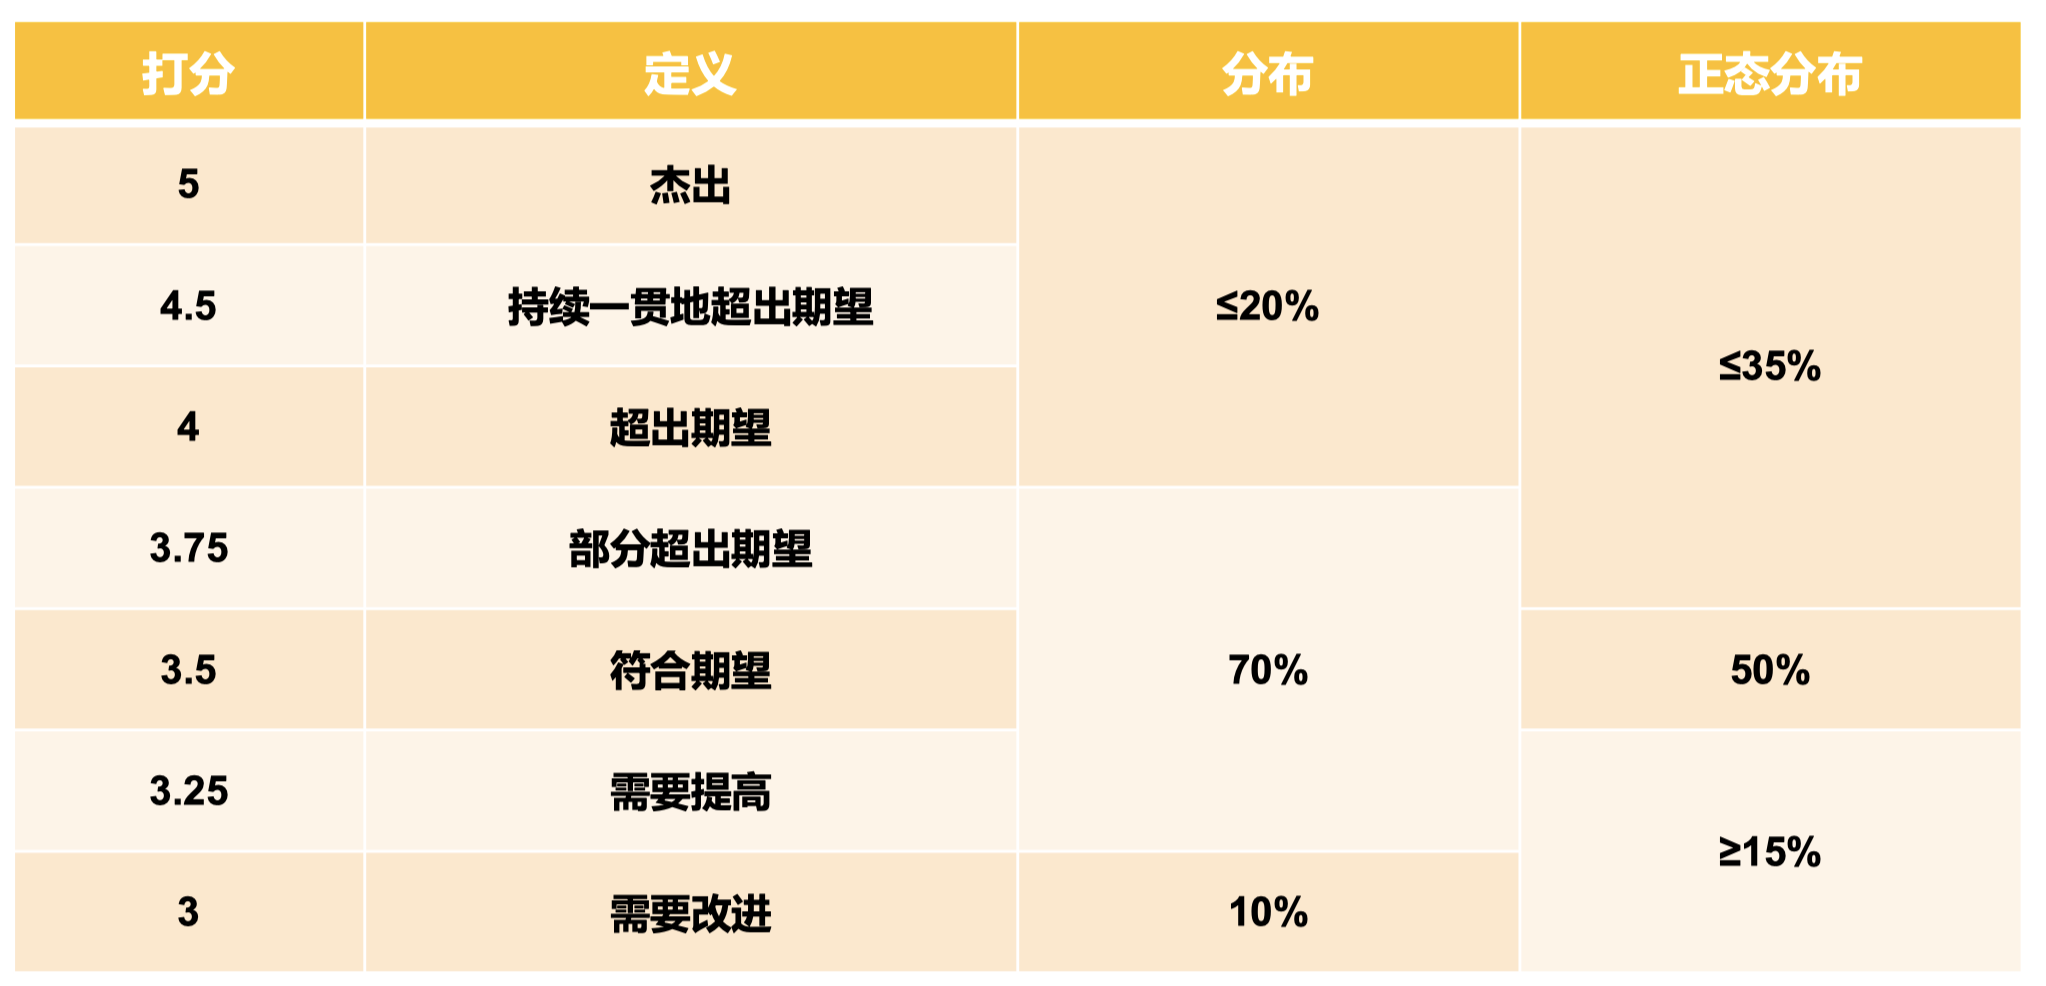 打分 定义 分布 正态分布
5 杰出
4.5 持续一贯地超出期望 ≤20%
≤35%
4 超出期望
3.75 部分超出期望
3.5 符合期望 70% 50%
3.25 需要提高
≥15%
3 需要改进 10%